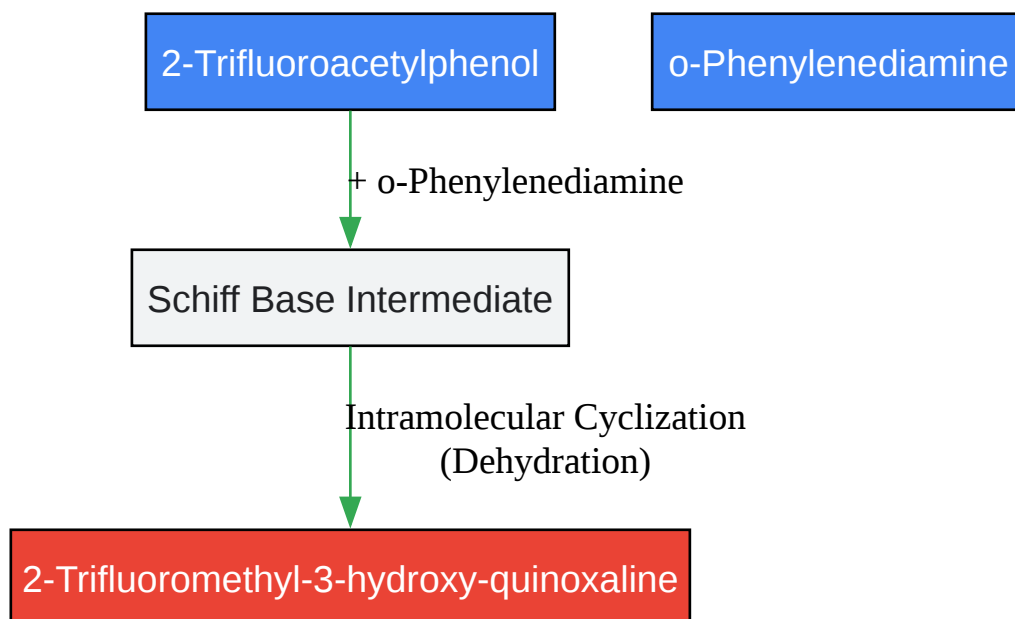 2-Trifluoroacetylphenol
o-Phenylenediamine
+ o-Phenylenediamine
Schiff Base Intermediate
Intramolecular Cyclization
(Dehydration)
2-Trifluoromethyl-3-hydroxy-quinoxaline